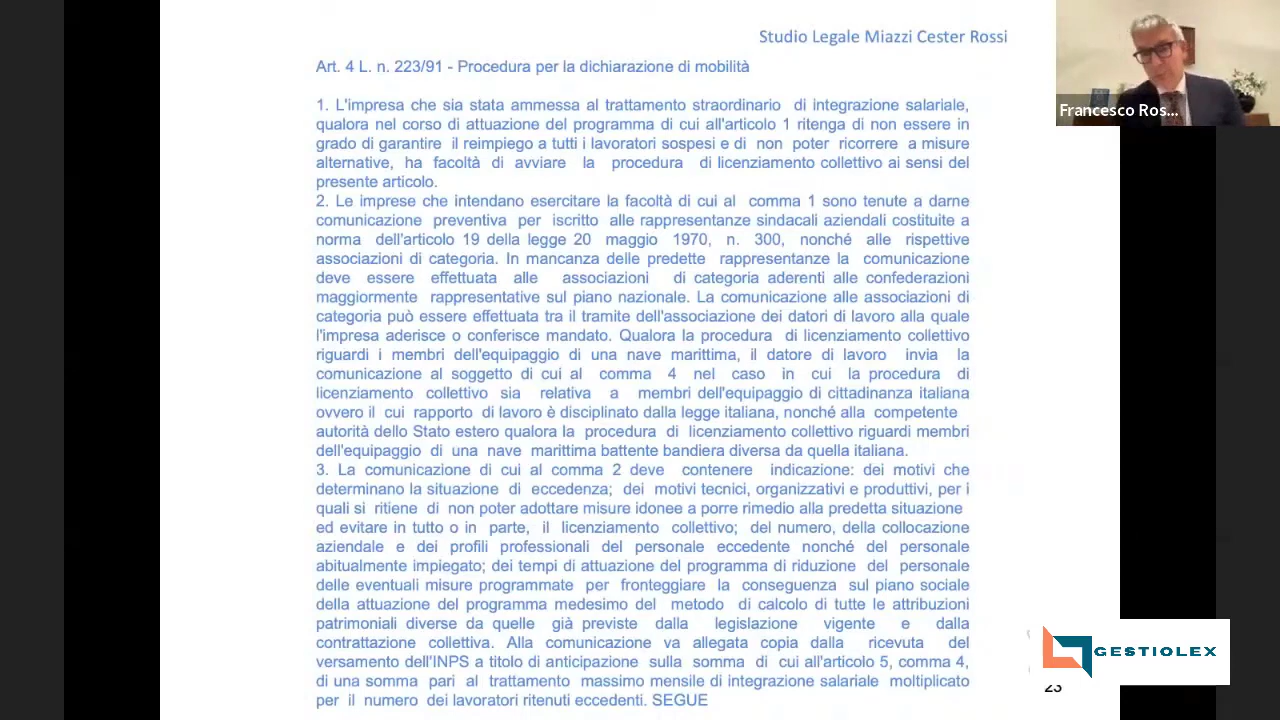 Studio Legale Miazzi Cester Rossi
Art. 4 L. n. 223/91 - Procedura per la dichiarazione di mobilità
1. L'impresa che sia stata ammessa al trattamento straordinario di integrazione salariale,
qualora nel corso di attuazione del programma di cui all'articolo 1 ritenga di non essere in
grado di garantire il reimpiego a tutti i lavoratori sospesi e di non poter ricorrere a misure
alternative, ha facoltà di avviare la procedura di licenziamento collettivo ai sensi del
presente articolo.
2. Le imprese che intendano esercitare la facoltà di cui al comma 1 sono tenute a darne
comunicazione preventiva per iscritto alle rappresentanze sindacali aziendali costituite a
norma dell'articolo 19 della legge 20 maggio 1970, n. 300, nonché alle rispettive
associazioni di categoria. In mancanza delle predette rappresentanze la comunicazione
deve essere effettuata alle associazioni di categoria aderenti alle confederazioni
maggiormente rappresentative sul piano nazionale. La comunicazione alle associazioni di
categoria può essere effettuata tra il tramite dell'associazione dei datori di lavoro alla quale
l'impresa aderisce o conferisce mandato. Qualora la procedura di licenziamento collettivo
riguardi i membri dell'equipaggio di una nave marittima, il datore di lavoro invia la
comunicazione al soggetto di cui al comma 4 nel caso in cui la procedura di
licenziamento collettivo sia relativa a membri dell'equipaggio di cittadinanza italiana
ovvero il cui rapporto di lavoro è disciplinato dalla legge italiana, nonché alla competente
autorità dello Stato estero qualora la procedura di licenziamento collettivo riguardi membri
dell'equipaggio di una nave marittima battente bandiera diversa da quella italiana.
3. La comunicazione di cui al comma 2 deve contenere indicazione: dei motivi che
determinano la situazione di eccedenza; dei motivi tecnici, organizzativi e produttivi, per i
quali si ritiene di non poter adottare misure idonee a porre rimedio alla predetta situazione
ed evitare in tutto o in parte, il licenziamento collettivo; del numero, della collocazione
aziendale e dei profili professionali del personale eccedente nonché del personale
abitualmente impiegato; dei tempi di attuazione del programma di riduzione del personale
delle eventuali misure programmate per fronteggiare la conseguenza sul piano sociale
della attuazione del programma medesimo del metodo di calcolo di tutte le attribuzioni
patrimoniali diverse da quelle già previste dalla legislazione vigente e dalla
contrattazione collettiva. Alla comunicazione va allegata copia dalla ricevuta del
versamento dell'INPS a titolo di anticipazione sulla somma di cui all'articolo 5, comma 4,
di una somma pari al trattamento massimo mensile di integrazione salariale moltiplicato
per il numero dei lavoratori ritenuti eccedenti. SEGUE
Francesco Ros...
GESTIOLEX
23